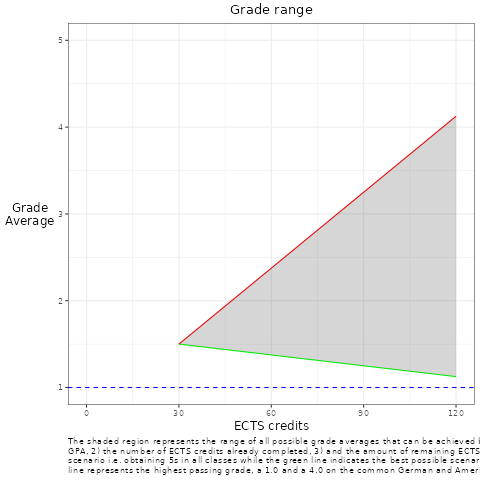 Grade range
5
4
3
2
1
Grade
Average
0
30
60
90
120
ECTS credits
The shaded region represents the range of all possible grade averages that can be achieved
GPA, 2) the number of ECTS credits already completed, 3) and the amount of remaining ECTS
scenario i.e. obtaining 5s in all classes while the green line indicates the best possible scenar
line represents the highest passing grade, a 1.0 and a 4.0 on the common German and Ameri